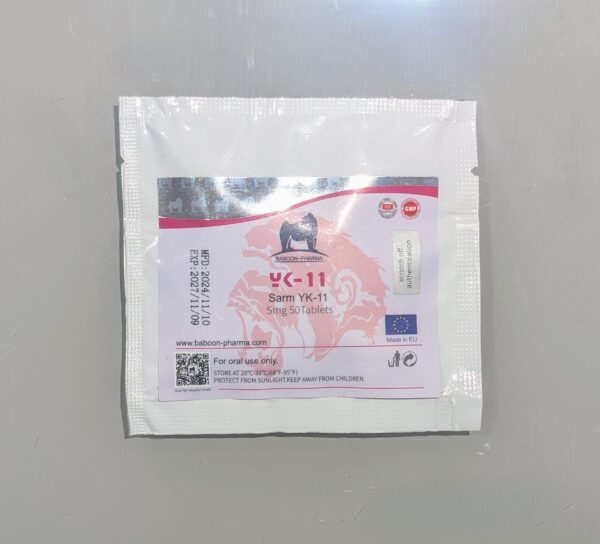 GMP
BABOON-PHARMA
YK-11
Sarm YK-11
5mg 50Tablets
MFD:2024/11/10
EXP:2027/11/09
scratch off
authentication
www.baboon-pharma.com
Made in EU
For oral use only.
STORE AT 20°C-35°C(68°F-95°F)
PROTECT FROM SUNLIGHT.KEEP AWAY FROM CHILDREN.